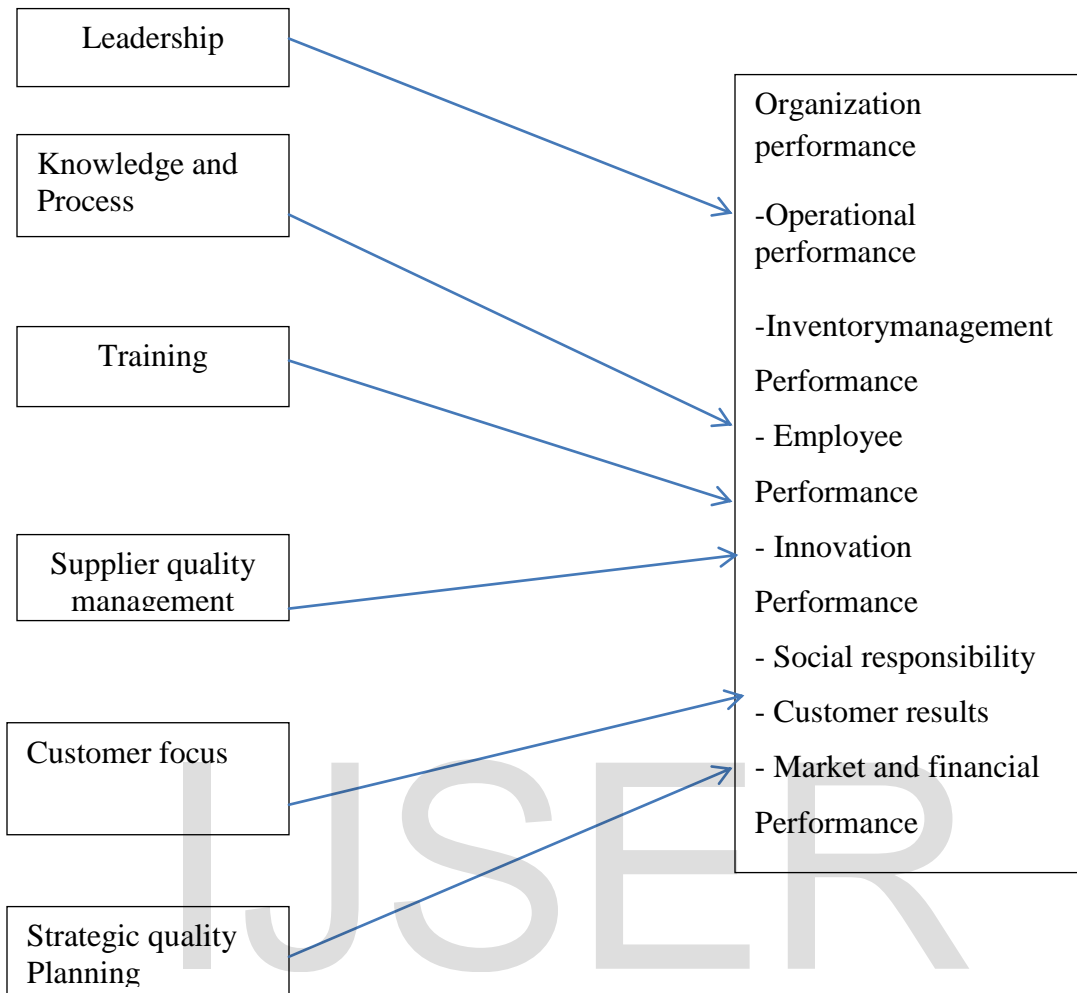 Leadership
Knowledge and
Process
Training
Supplier quality
management
Customer focus
Strategic quality
Planning
Organization
performance
-Operational
performance
-Inventorymanagement
Performance
- Employee
Performance
- Innovation
Performance
- Social responsibility
- Customer results
- Market and financial
Performance
IJSER